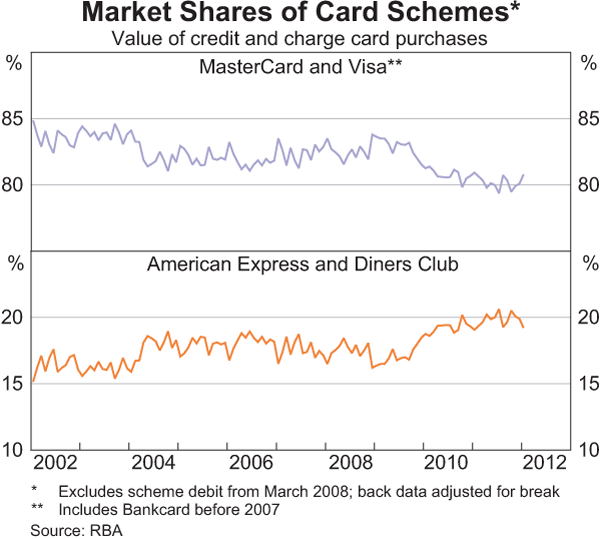 Market Shares of Card Schemes*
Value of credit and charge card purchases
% %
MasterCard and Visa**
85 85
80 80
% %
American Express and Diners Club
20 20
15 15
10 10
2002 2004 2006 2008 2010 2012
* Excludes scheme debit from March 2008; back data adjusted for break
** Includes Bankcard before 2007
Source: RBA